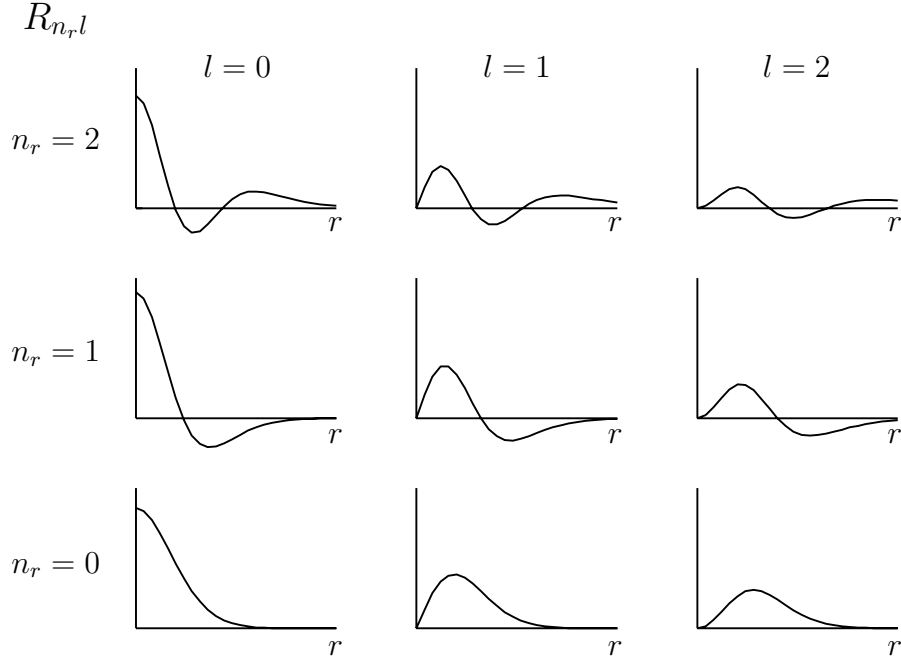 R_{n_r l}
l = 0 l = 1 l = 2
n_r = 2
r r r
n_r = 1
r r r
n_r = 0
r r r